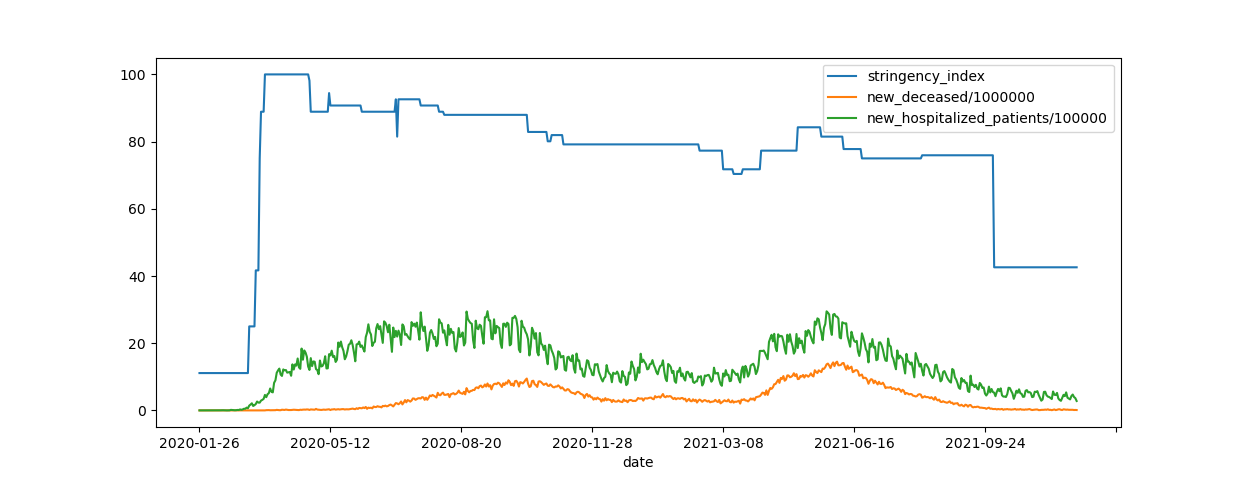 100
80
60
40
20
0
stringency_index
new_deceased/1000000
new_hospitalized_patients/100000
2020-01-26 2020-05-12 2020-08-20 2020-11-28 2021-03-08 2021-06-16 2021-09-24
date